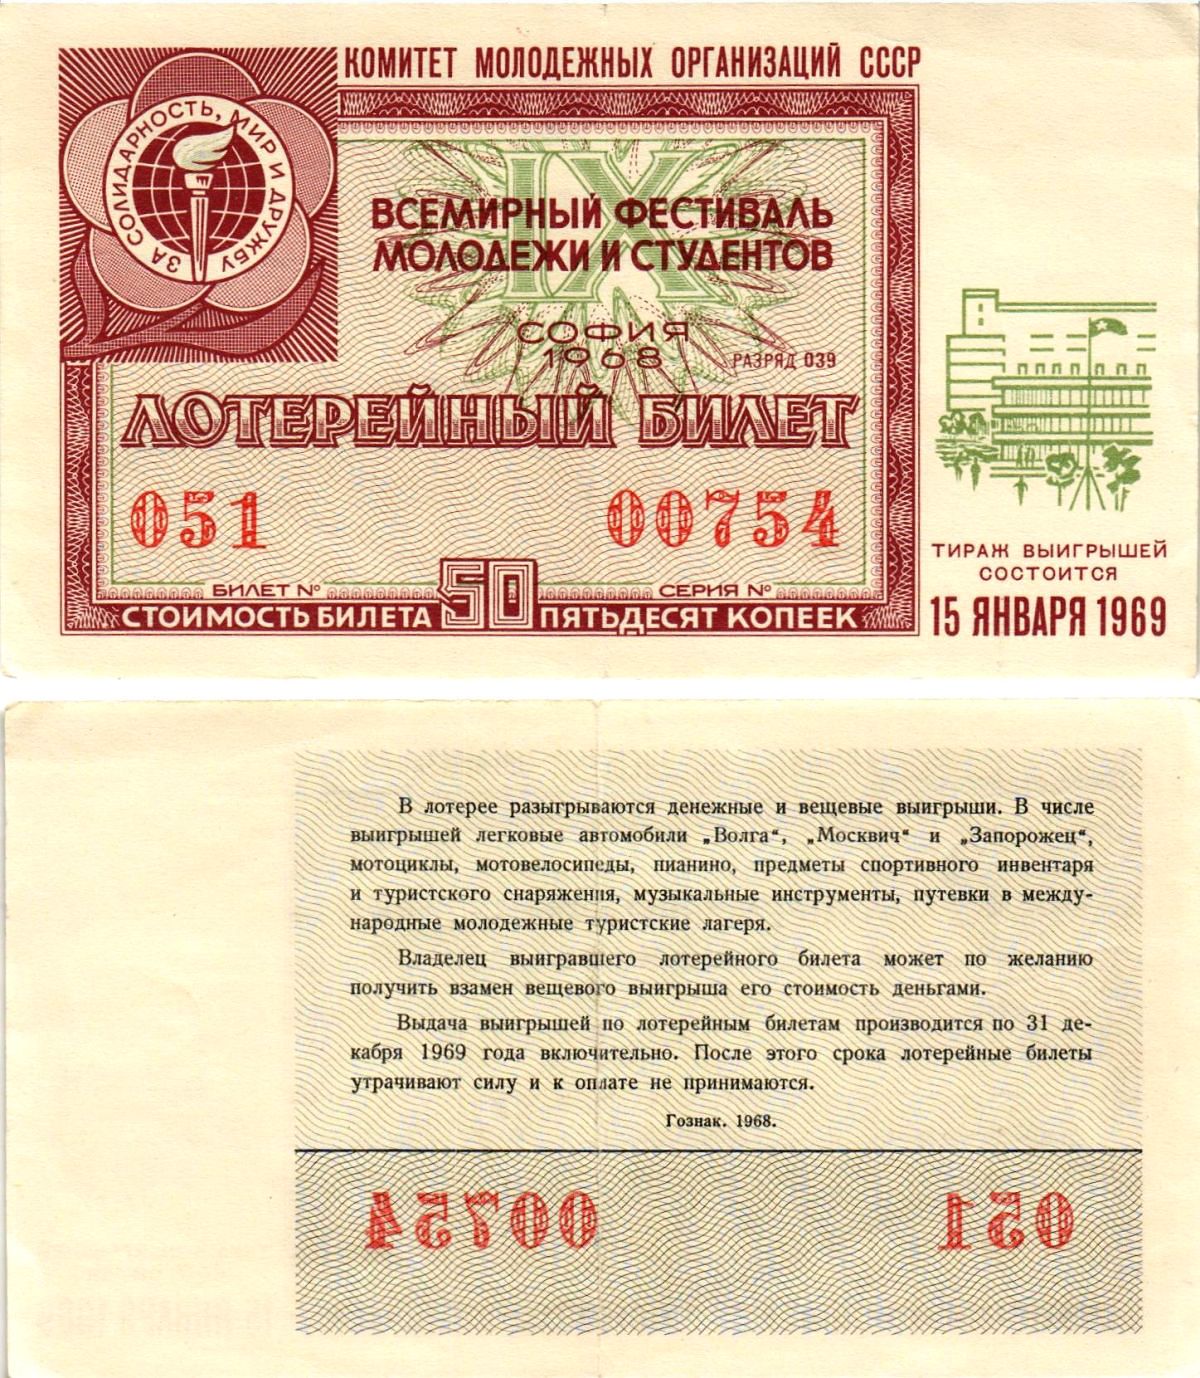 КОМИТЕТ МОЛОДЕЖНЫХ ОРГАНИЗАЦИЙ СССР
ЗА СОЛИДАРНОСТЬ, МИР И ДРУЖБУ
IX
ВСЕМИРНЫЙ ФЕСТИВАЛЬ
МОЛОДЕЖИ И СТУДЕНТОВ
СОФИЯ
1968
РАЗРЯД 039
ЛОТЕРЕЙНЫЙ БИЛЕТ
051 00754
БИЛЕТ № СЕРИЯ №
СТОИМОСТЬ БИЛЕТА 50 ПЯТЬДЕСЯТ КОПЕЕК
ТИРАЖ ВЫИГРЫШЕЙ
СОСТОИТСЯ
15 ЯНВАРЯ 1969
В лотерее разыгрываются денежные и вещевые выигрыши. В числе
выигрышей легковые автомобили „Волга“, „Москвич“ и „Запорожец“,
мотоциклы, мотовелосипеды, пианино, предметы спортивного инвентаря
и туристского снаряжения, музыкальные инструменты, путевки в между-
народные молодежные туристские лагеря.
Владелец выигравшего лотерейного билета может по желанию
получить взамен вещевого выигрыша его стоимость деньгами.
Выдача выигрышей по лотерейным билетам производится по 31 де-
кабря 1969 года включительно. После этого срока лотерейные билеты
утрачивают силу и к оплате не принимаются.
Гознак. 1968.
00754 051